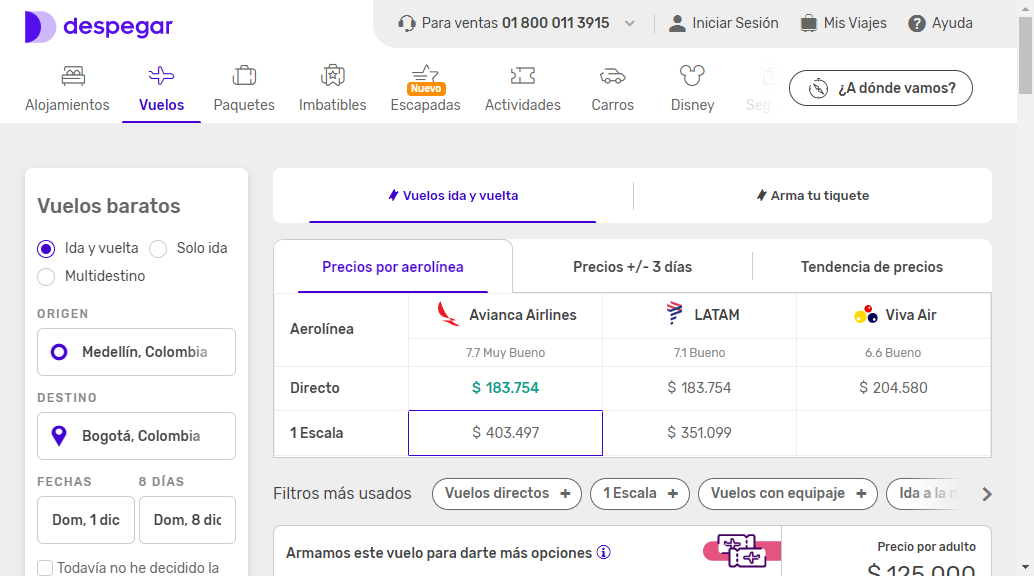 despegar
Para ventas 01 800 011 3915
Iniciar Sesión
Mis Viajes
Ayuda
Alojamientos
Vuelos
Paquetes
Imbatibles
Nuevo
Escapadas
Actividades
Carros
Disney
¿A dónde vamos?
Vuelos baratos
Ida y vuelta
Solo ida
Multidestino
ORIGEN
Medellín, Colombia
DESTINO
Bogotá, Colombia
FECHAS
8 DÍAS
Dom, 1 dic
Dom, 8 dic
Todavía no he decidido la
Vuelos ida y vuelta
Arma tu tiquete
Precios por aerolínea
Precios +/- 3 días
Tendencia de precios
Aerolínea
Avianca Airlines
LATAM
Viva Air
7.7 Muy Bueno
7.1 Bueno
6.6 Bueno
Directo
$ 183.754
$ 183.754
$ 204.580
1 Escala
$ 403.497
$ 351.099
Filtros más usados
Vuelos directos +
1 Escala +
Vuelos con equipaje +
Ida a la
Armamos este vuelo para darte más opciones
Precio por adulto
$ 125.000